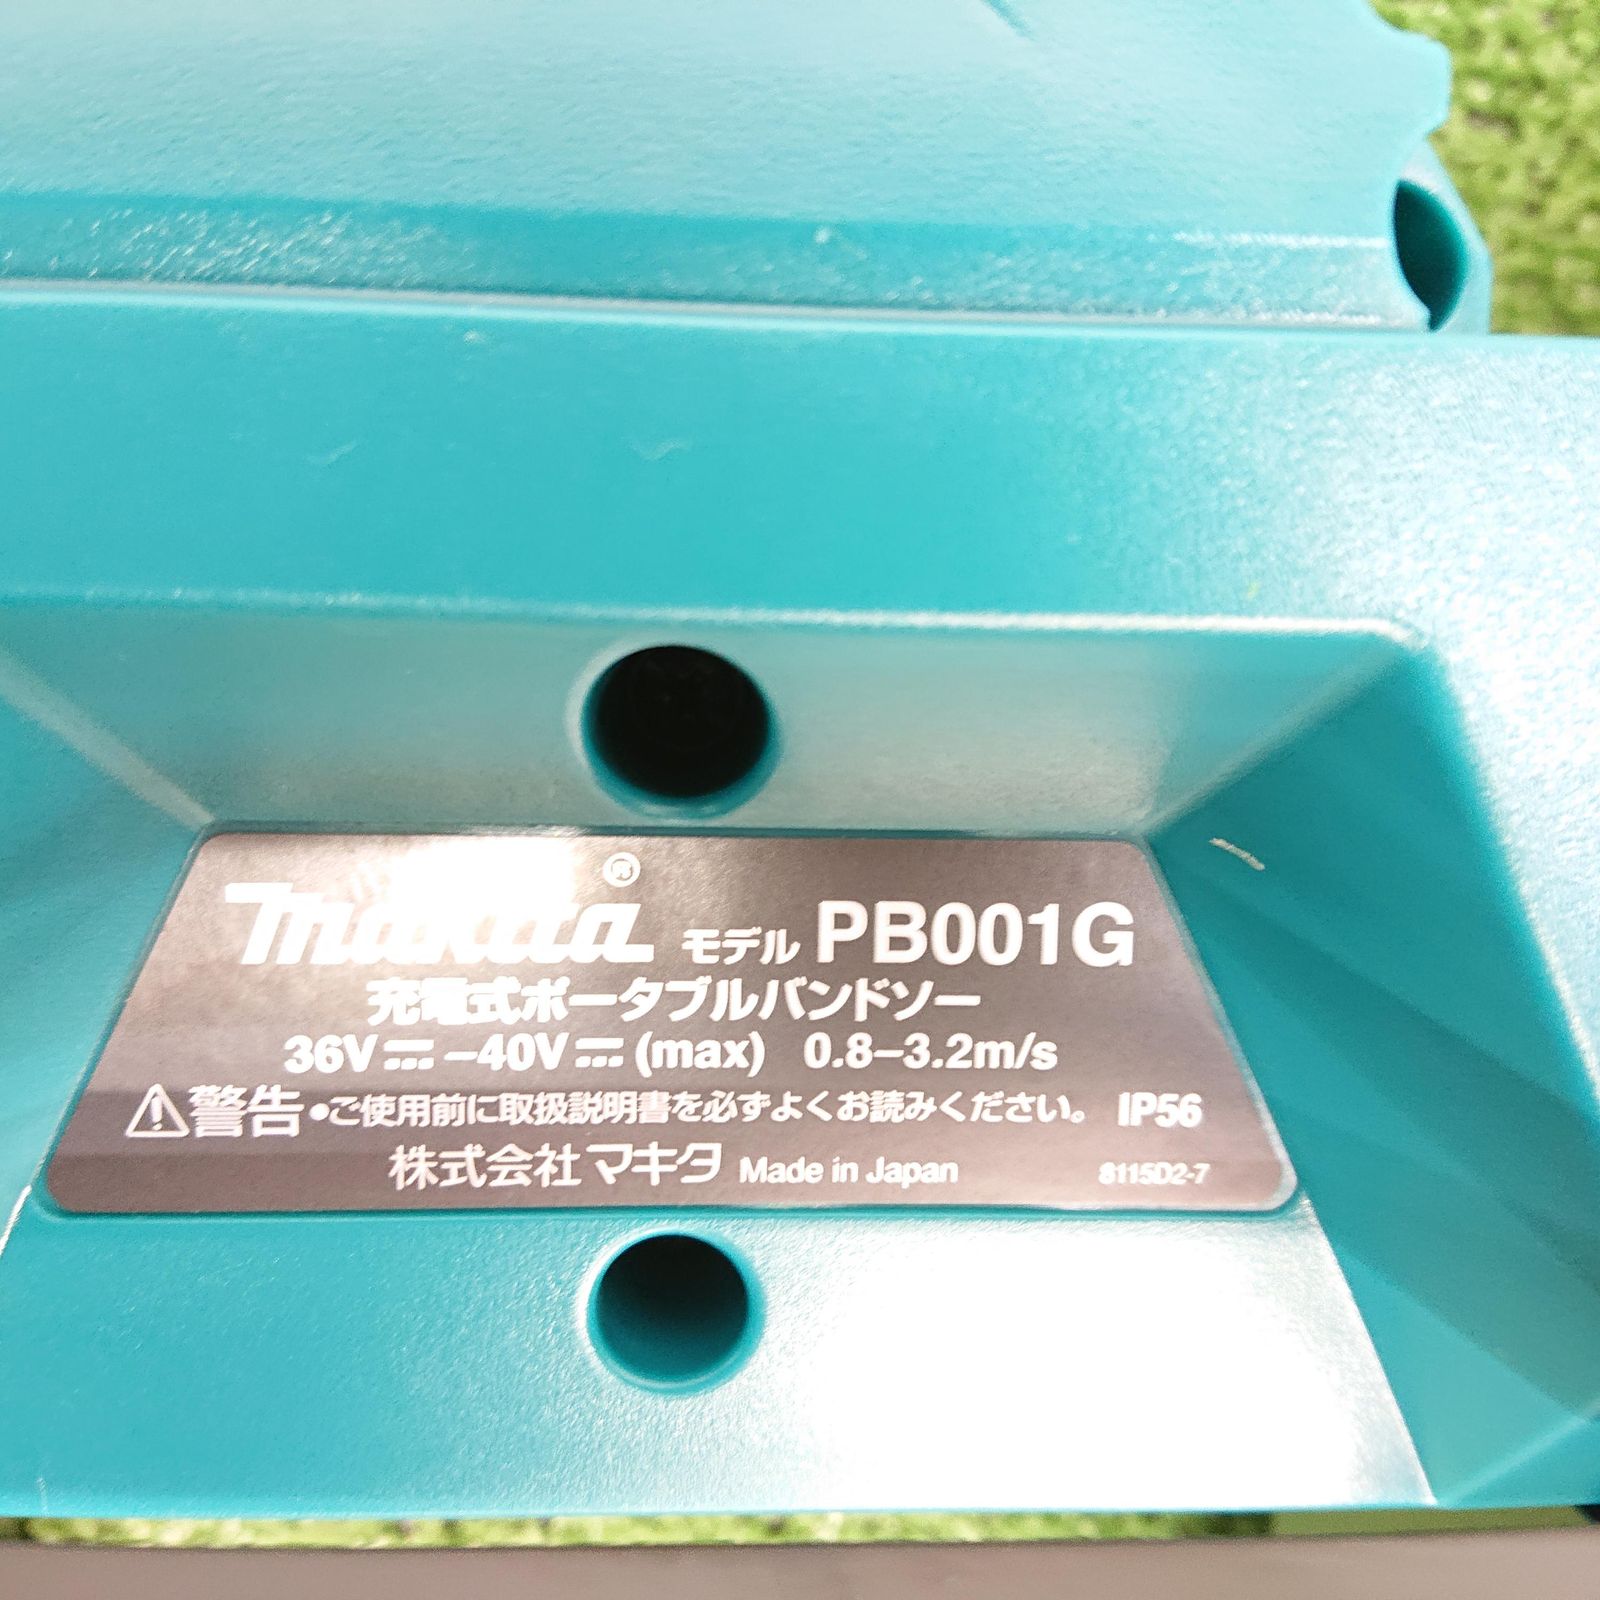 makita® モデル PB001G
充電式ポータブルバンドソー
36V⎓–40V⎓(max) 0.8–3.2m/s
⚠警告•ご使用前に取扱説明書を必ずよくお読みください。 IP56
株式会社マキタ Made in Japan 8115D2-7